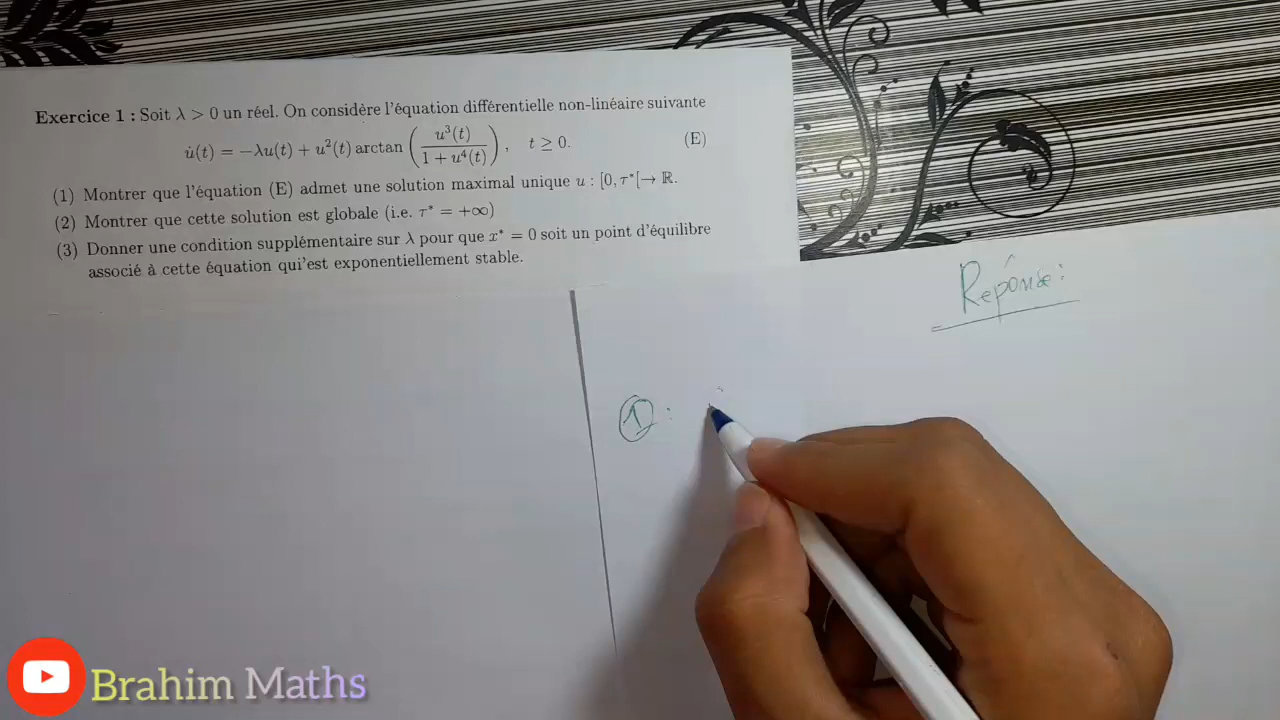 Exercice 1 : Soit λ > 0 un réel. On considère l'équation différentielle non-linéaire suivante
u̇(t) = −λu(t) + u²(t) arctan (u³(t) / 1 + u⁴(t)), t ≥ 0. (E)
(1) Montrer que l'équation (E) admet une solution maximal unique u : [0, τ*[→ ℝ.
(2) Montrer que cette solution est globale (i.e. τ* = +∞)
(3) Donner une condition supplémentaire sur λ pour que x* = 0 soit un point d'équilibre
associé à cette équation qui'est exponentiellement stable.
Repônse :
1 :
Brahim Maths